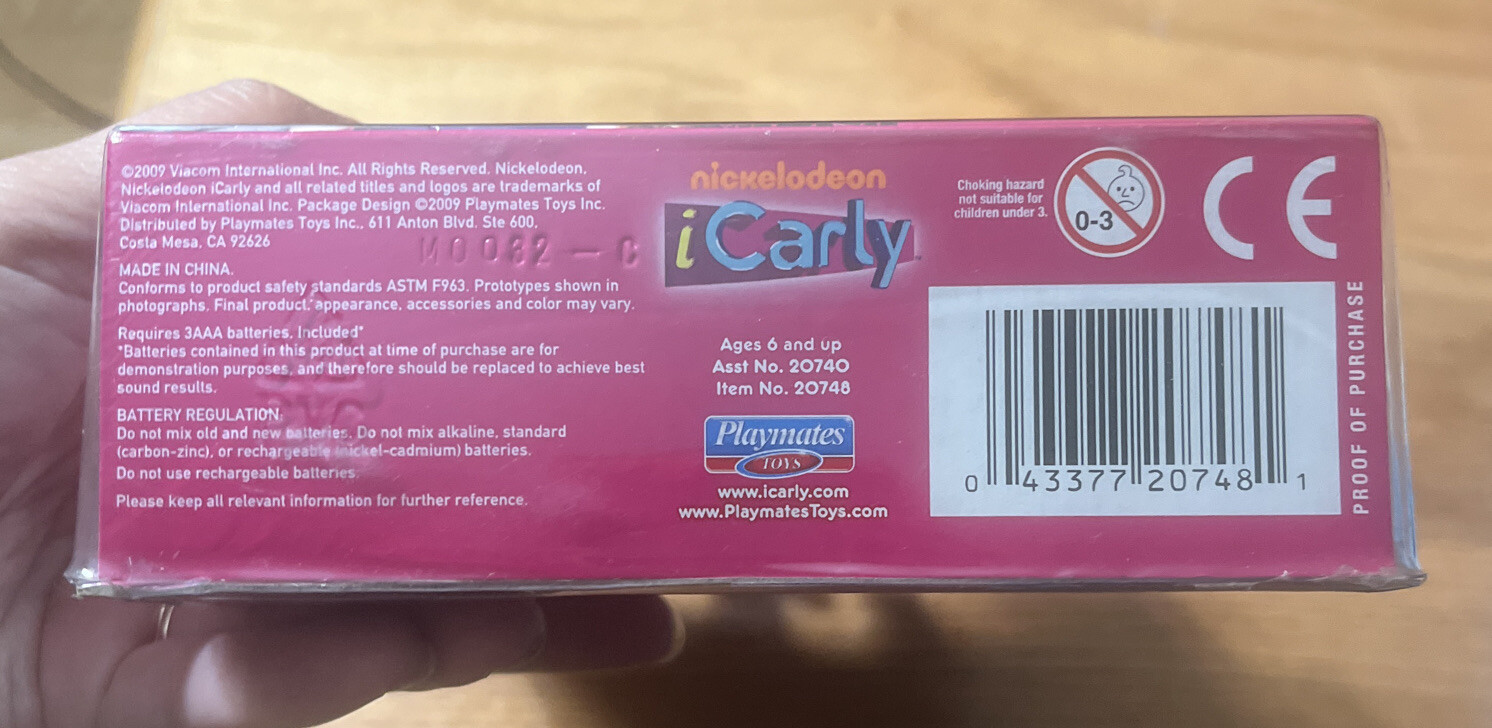 ©2009 Viacom International Inc. All Rights Reserved. Nickelodeon,
Nickelodeon iCarly and all related titles and logos are trademarks of
Viacom International Inc. Package Design ©2009 Playmates Toys Inc.
Distributed by Playmates Toys Inc., 611 Anton Blvd. Ste 600,
Costa Mesa, CA 92626
M0082-C
MADE IN CHINA.
Conforms to product safety standards ASTM F963. Prototypes shown in
photographs. Final product, appearance, accessories and color may vary.
Requires 3AAA batteries, Included*
*Batteries contained in this product at time of purchase are for
demonstration purposes, and therefore should be replaced to achieve best
sound results.
BATTERY REGULATION:
Do not mix old and new batteries. Do not mix alkaline, standard
(carbon-zinc), or rechargeable (nickel-cadmium) batteries.
Do not use rechargeable batteries.
Please keep all relevant information for further reference.
nickelodeon
iCarly
Ages 6 and up
Asst No. 20740
Item No. 20748
Playmates
TOYS
www.icarly.com
www.PlaymatesToys.com
Choking hazard
not suitable for
children under 3.
0-3
CE
0 43377 20748 1
PROOF OF PURCHASE